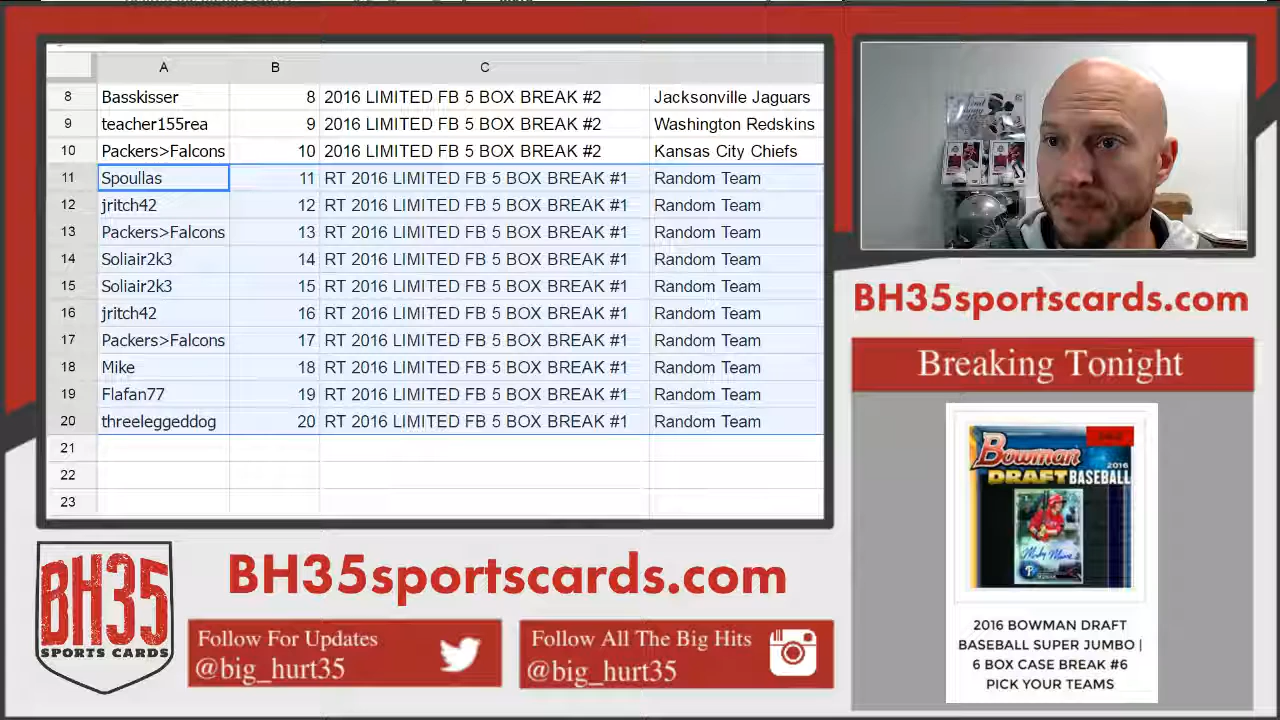 A B C
8 Basskisser 8 2016 LIMITED FB 5 BOX BREAK #2 Jacksonville Jaguars
9 teacher155rea 9 2016 LIMITED FB 5 BOX BREAK #2 Washington Redskins
10 Packers>Falcons 10 2016 LIMITED FB 5 BOX BREAK #2 Kansas City Chiefs
11 Spoullas 11 RT 2016 LIMITED FB 5 BOX BREAK #1 Random Team
12 jritch42 12 RT 2016 LIMITED FB 5 BOX BREAK #1 Random Team
13 Packers>Falcons 13 RT 2016 LIMITED FB 5 BOX BREAK #1 Random Team
14 Soliair2k3 14 RT 2016 LIMITED FB 5 BOX BREAK #1 Random Team
15 Soliair2k3 15 RT 2016 LIMITED FB 5 BOX BREAK #1 Random Team
16 jritch42 16 RT 2016 LIMITED FB 5 BOX BREAK #1 Random Team
17 Packers>Falcons 17 RT 2016 LIMITED FB 5 BOX BREAK #1 Random Team
18 Mike 18 RT 2016 LIMITED FB 5 BOX BREAK #1 Random Team
19 Flafan77 19 RT 2016 LIMITED FB 5 BOX BREAK #1 Random Team
20 threeleggeddog 20 RT 2016 LIMITED FB 5 BOX BREAK #1 Random Team
21
22
23
BH35sportscards.com
Breaking Tonight
Bowman
2016
DRAFT BASEBALL
2016 BOWMAN DRAFT
BASEBALL SUPER JUMBO |
6 BOX CASE BREAK #6
PICK YOUR TEAMS
BH35
SPORTS CARDS
BH35sportscards.com
Follow For Updates
@big_hurt35
Follow All The Big Hits
@big_hurt35